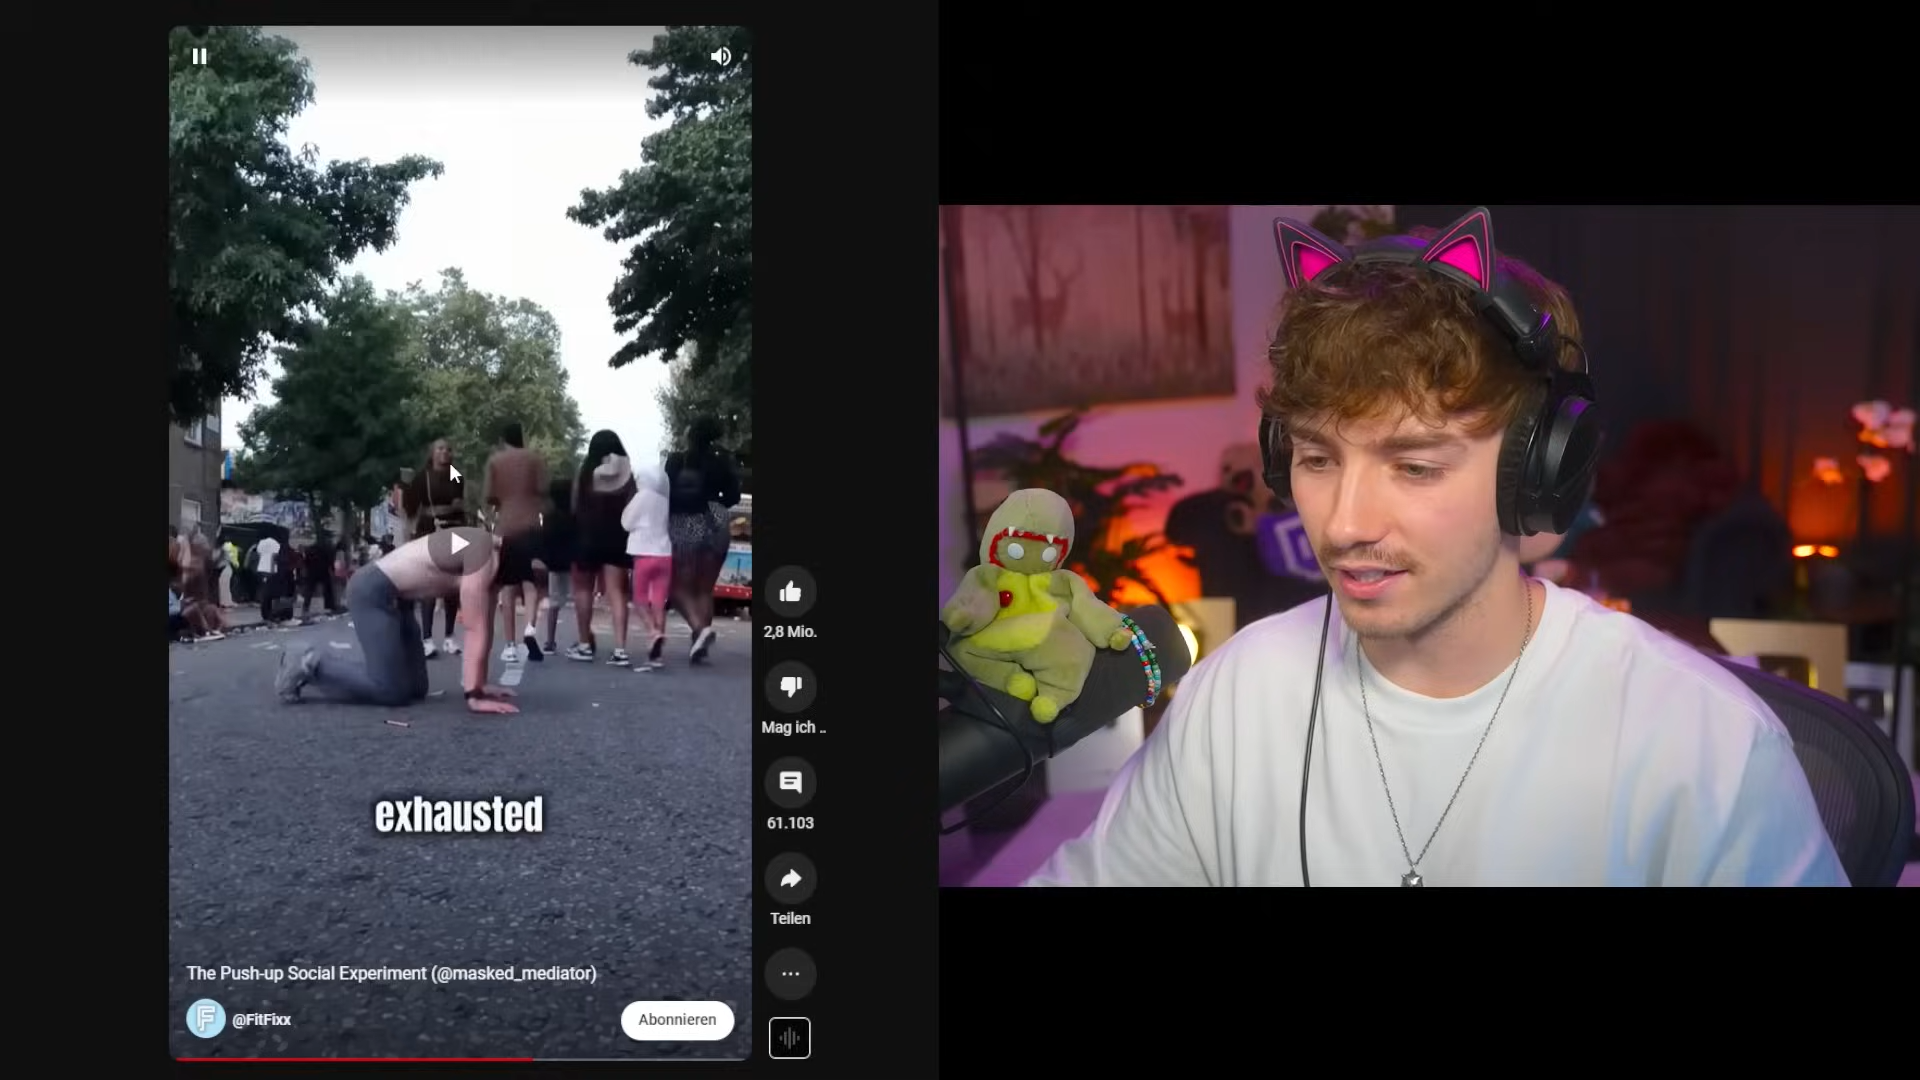 exhausted
The Push-up Social Experiment (@masked_mediator)
@FitFixx
Abonnieren
2,8 Mio.
Mag ich ..
61.103
Teilen